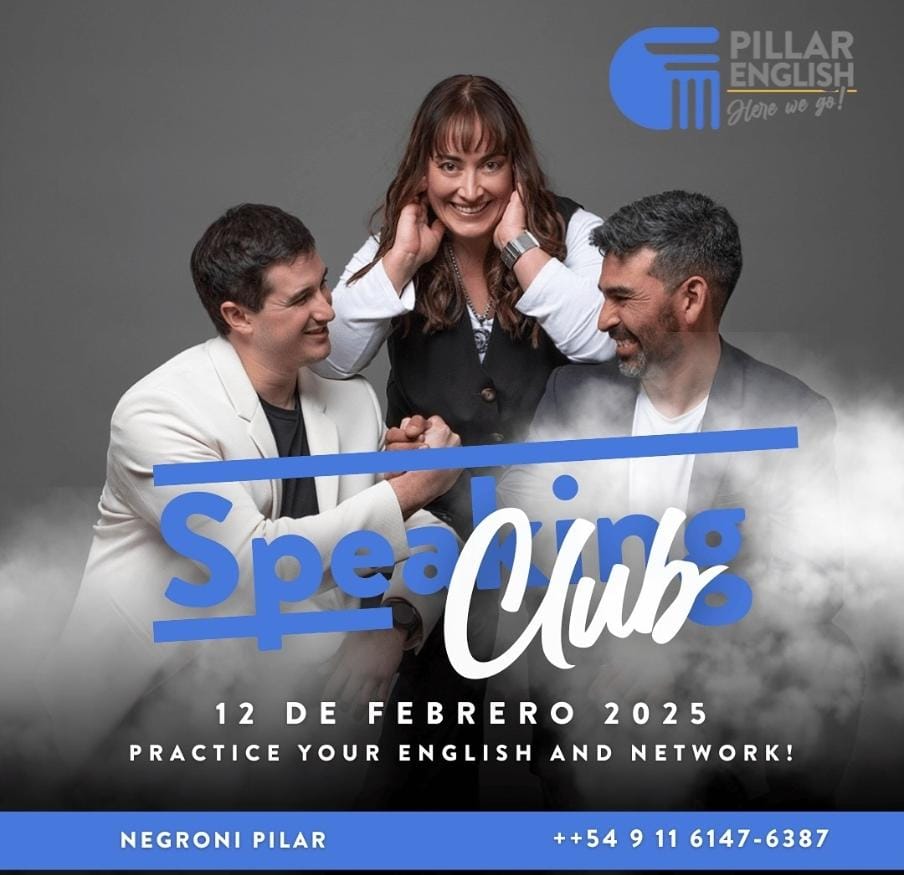 PILLAR
ENGLISH
Here we go!
Speaking
Club
12 DE FEBRERO 2025
PRACTICE YOUR ENGLISH AND NETWORK!
NEGRONI PILAR
++54 9 11 6147-6387